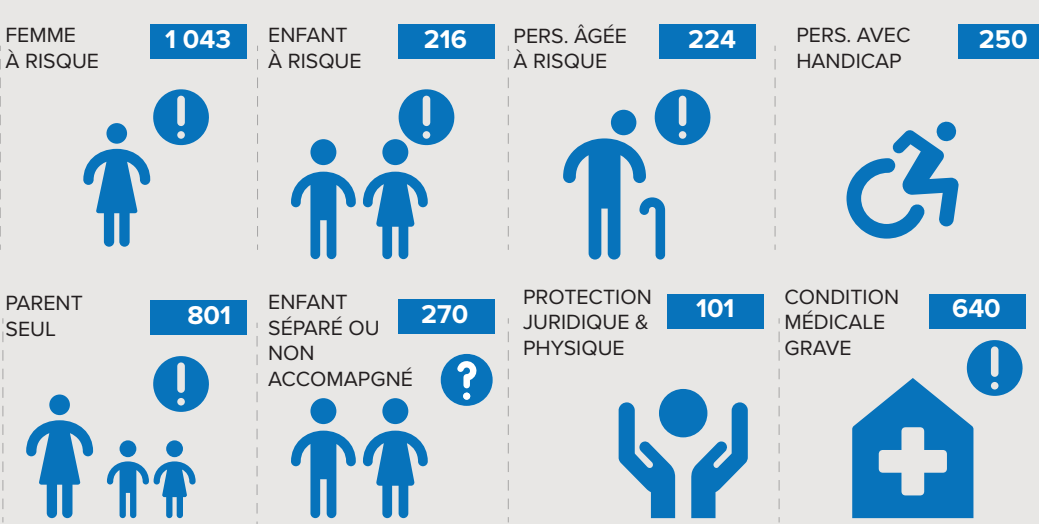 FEMME
À RISQUE
1 043
ENFANT
À RISQUE
216
PERS. ÂGÉE
À RISQUE
224
PERS. AVEC
HANDICAP
250
PARENT
SEUL
801
ENFANT
SÉPARÉ OU
NON
ACCOMAPGNÉ
270
?
PROTECTION
JURIDIQUE &
PHYSIQUE
101
CONDITION
MÉDICALE
GRAVE
640